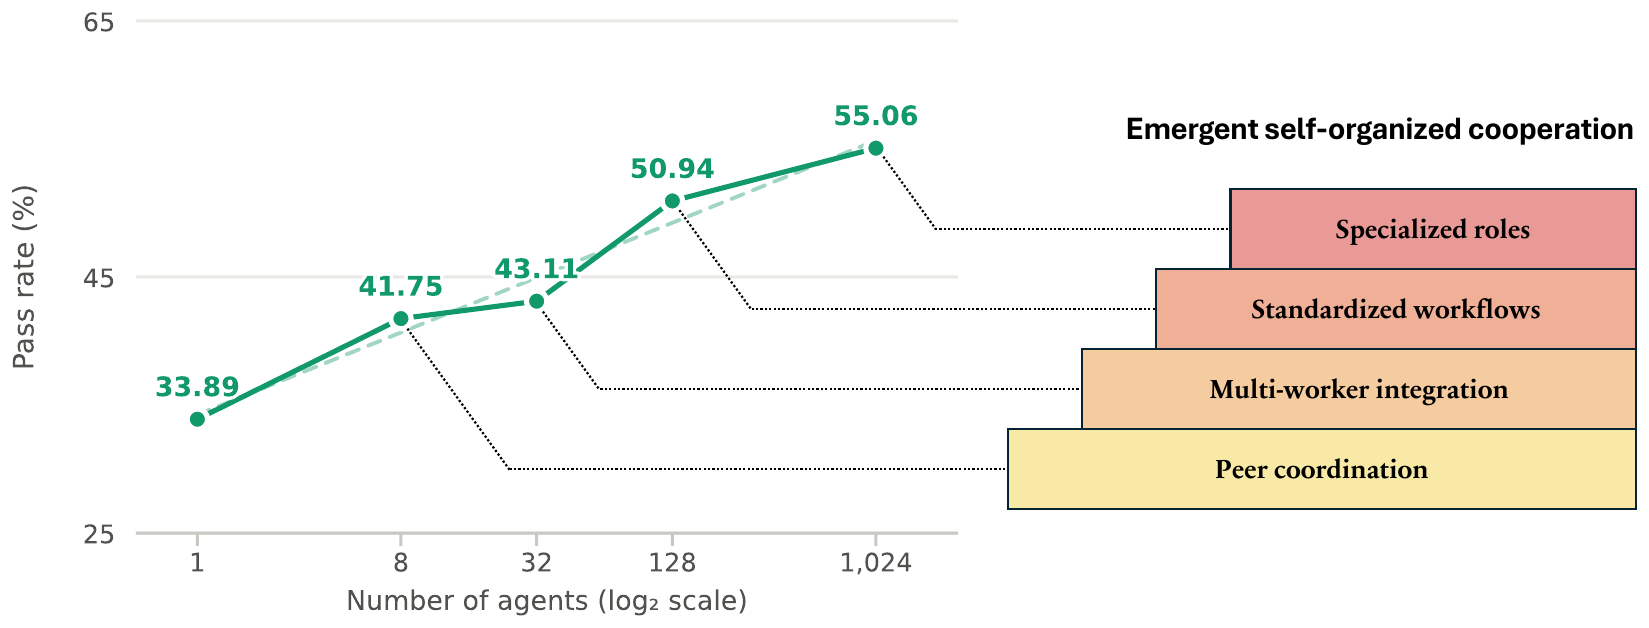 65
55.06
Emergent self-organized cooperation
50.94
Specialized roles
Pass rate (%)
45
43.11
41.75
Standardized workflows
33.89
Multi-worker integration
Peer coordination
25
1
8
32
128
1,024
Number of agents (log₂ scale)